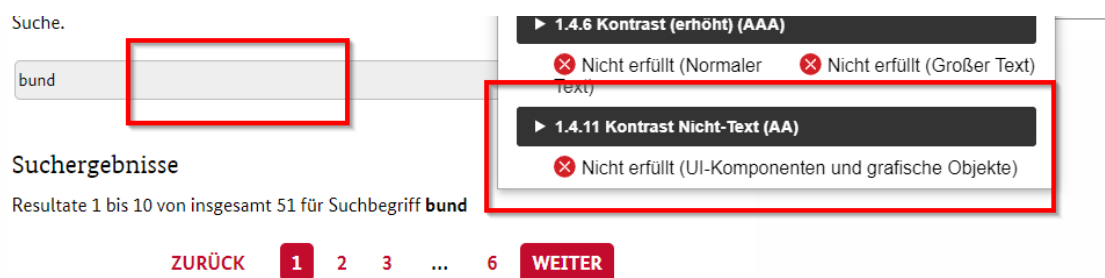 Suche.
bund
Suchergebnisse
Resultate 1 bis 10 von insgesamt 51 für Suchbegriff bund
ZURÜCK 1 2 3 ... 6 WEITER
1.4.6 Kontrast (erhöht) (AAA)
Nicht erfüllt (Normaler Nicht erfüllt (Großer Text)
Text)
1.4.11 Kontrast Nicht-Text (AA)
Nicht erfüllt (UI-Komponenten und grafische Objekte)